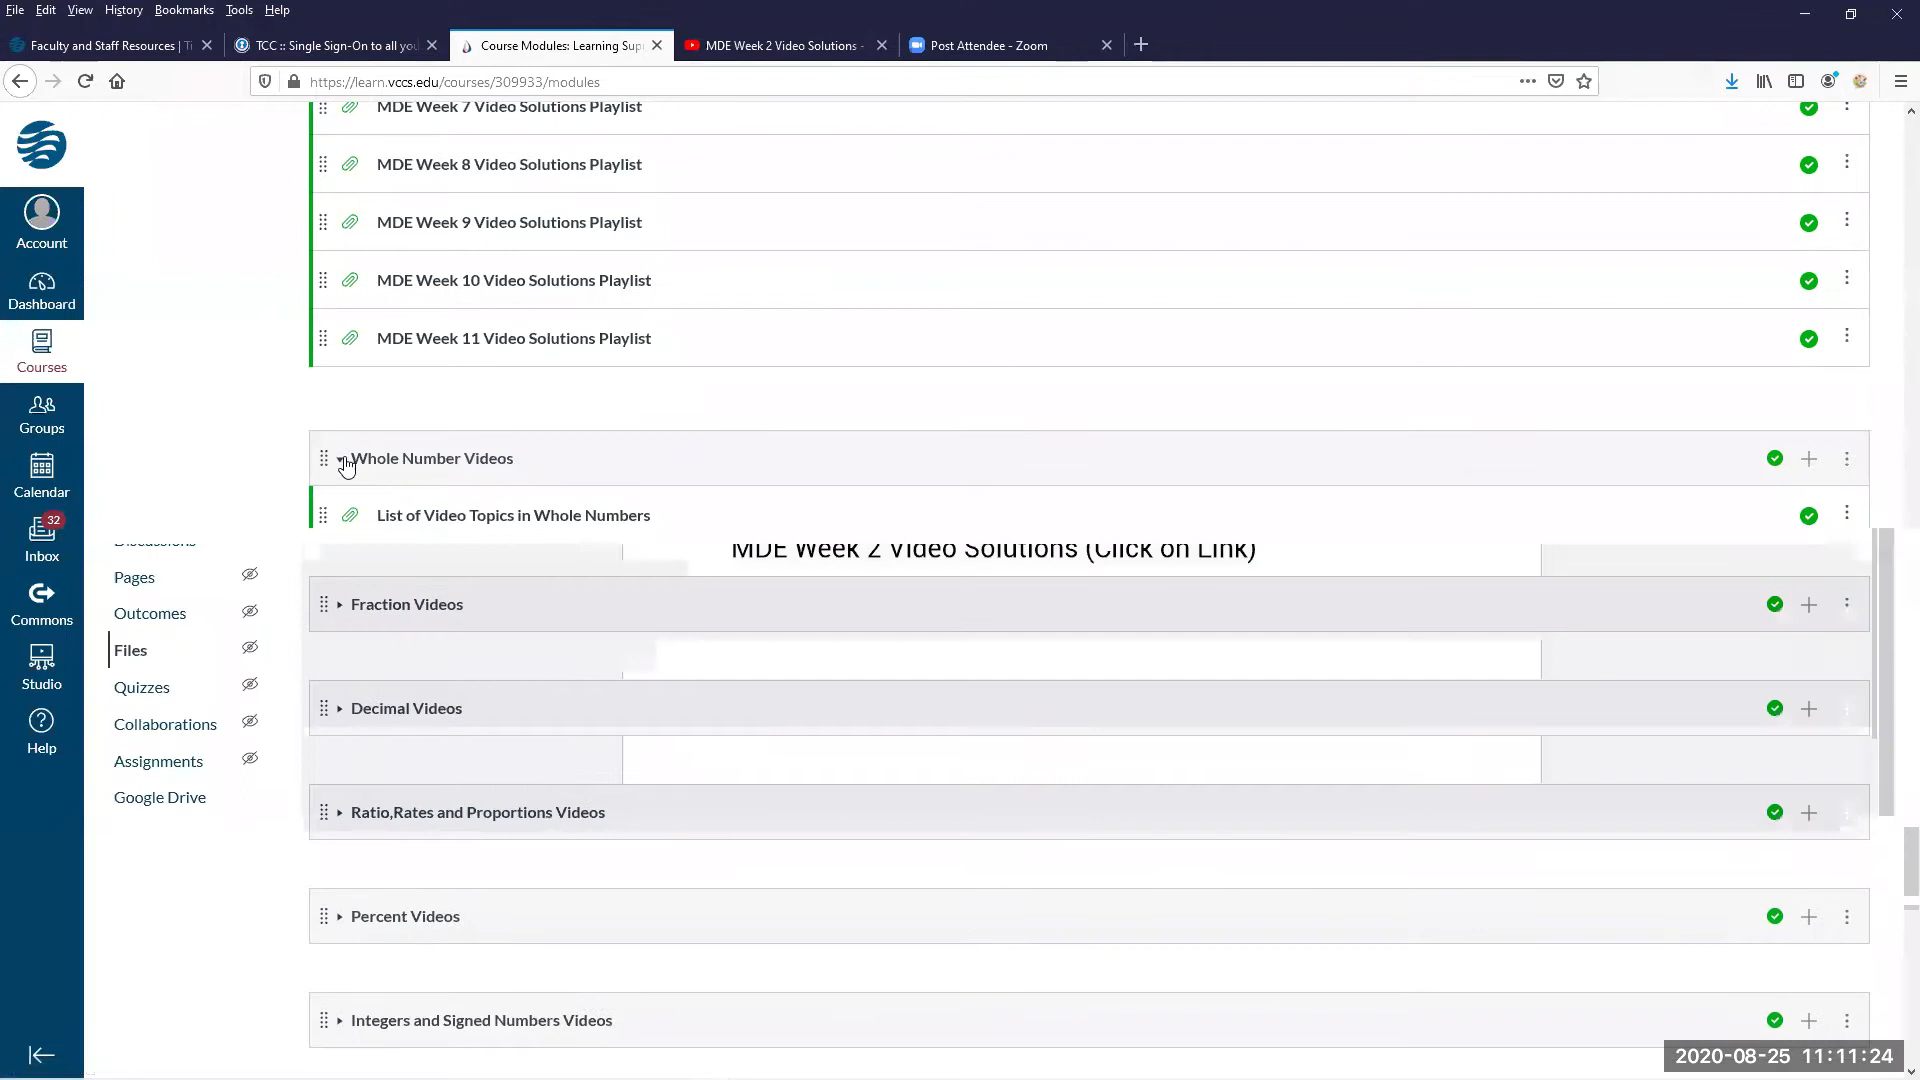 File Edit View History Bookmarks Tools Help
Faculty and Staff Resources | Ti
TCC :: Single Sign-On to all you
Course Modules: Learning Sup
MDE Week 2 Video Solutions -
Post Attendee - Zoom
https://learn.vccs.edu/courses/309933/modules
Account
Dashboard
Courses
Groups
Calendar
32
Inbox
Commons
Studio
Help
Discussions
Pages
Outcomes
Files
Quizzes
Collaborations
Assignments
Google Drive
MDE Week 7 Video Solutions Playlist
MDE Week 8 Video Solutions Playlist
MDE Week 9 Video Solutions Playlist
MDE Week 10 Video Solutions Playlist
MDE Week 11 Video Solutions Playlist
Whole Number Videos
List of Video Topics in Whole Numbers
MDE Week 2 Video Solutions (Click on Link)
Fraction Videos
Decimal Videos
Ratio,Rates and Proportions Videos
Percent Videos
Integers and Signed Numbers Videos
2020-08-25 11:11:24